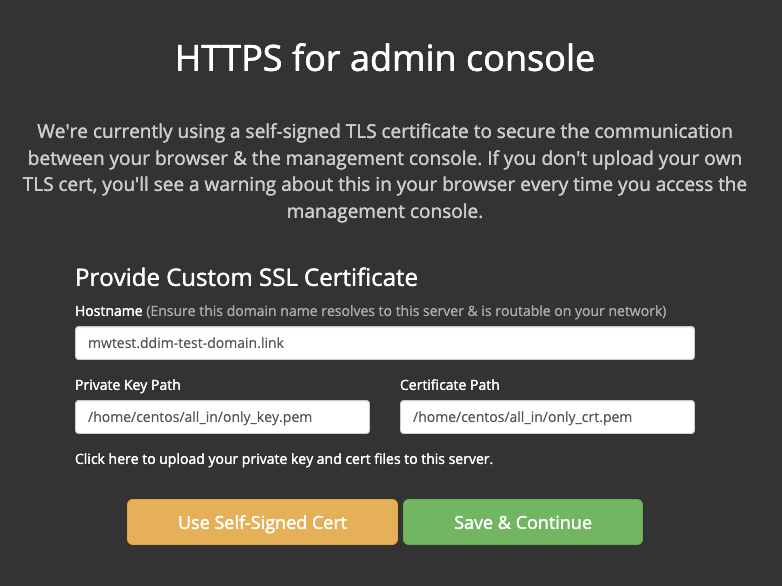 HTTPS for admin console
We're currently using a self-signed TLS certificate to secure the communication
between your browser & the management console. If you don't upload your own
TLS cert, you'll see a warning about this in your browser every time you access the
management console.
Provide Custom SSL Certificate
Hostname (Ensure this domain name resolves to this server & is routable on your network)
mwtest.ddim-test-domain.link
Private Key Path
Certificate Path
/home/centos/all_in/only_key.pem
/home/centos/all_in/only_crt.pem
Click here to upload your private key and cert files to this server.
Use Self-Signed Cert
Save & Continue